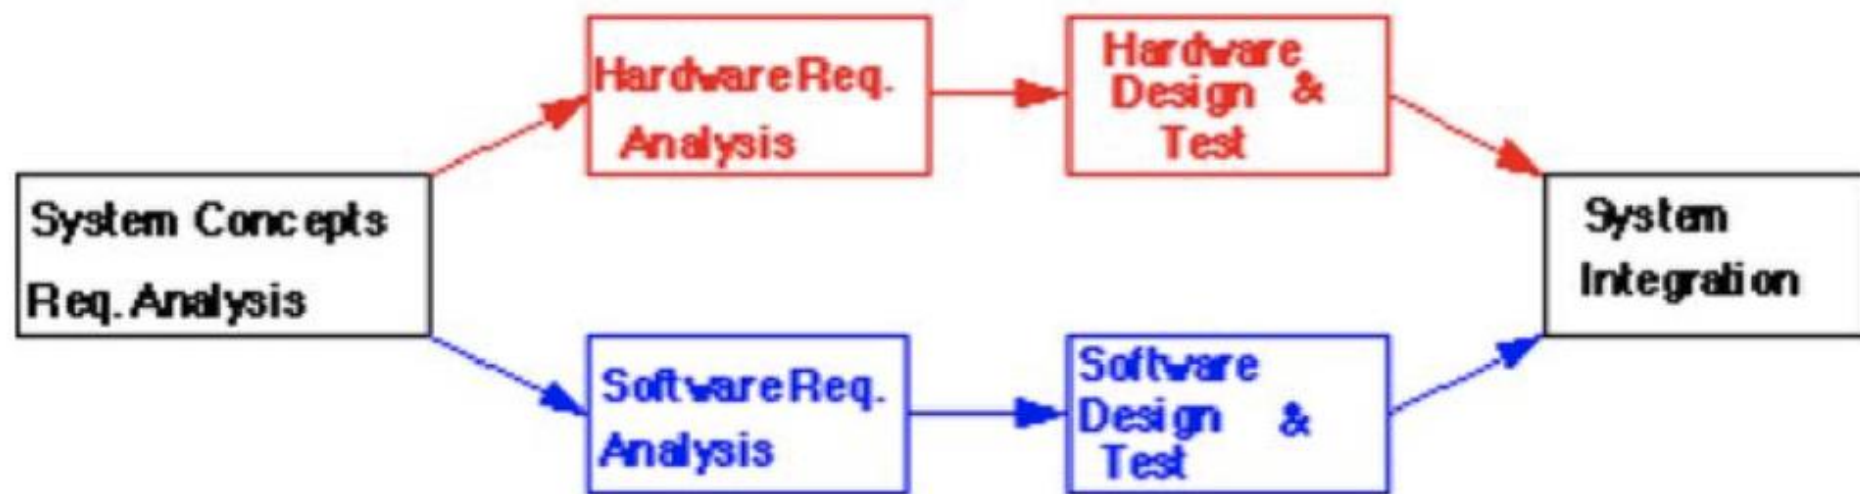 System Concepts
Req. Analysis
Hardware Req.
Analysis
Hardware
Design &
Test
Software Req.
Analysis
Software
Design &
Test
System
Integration